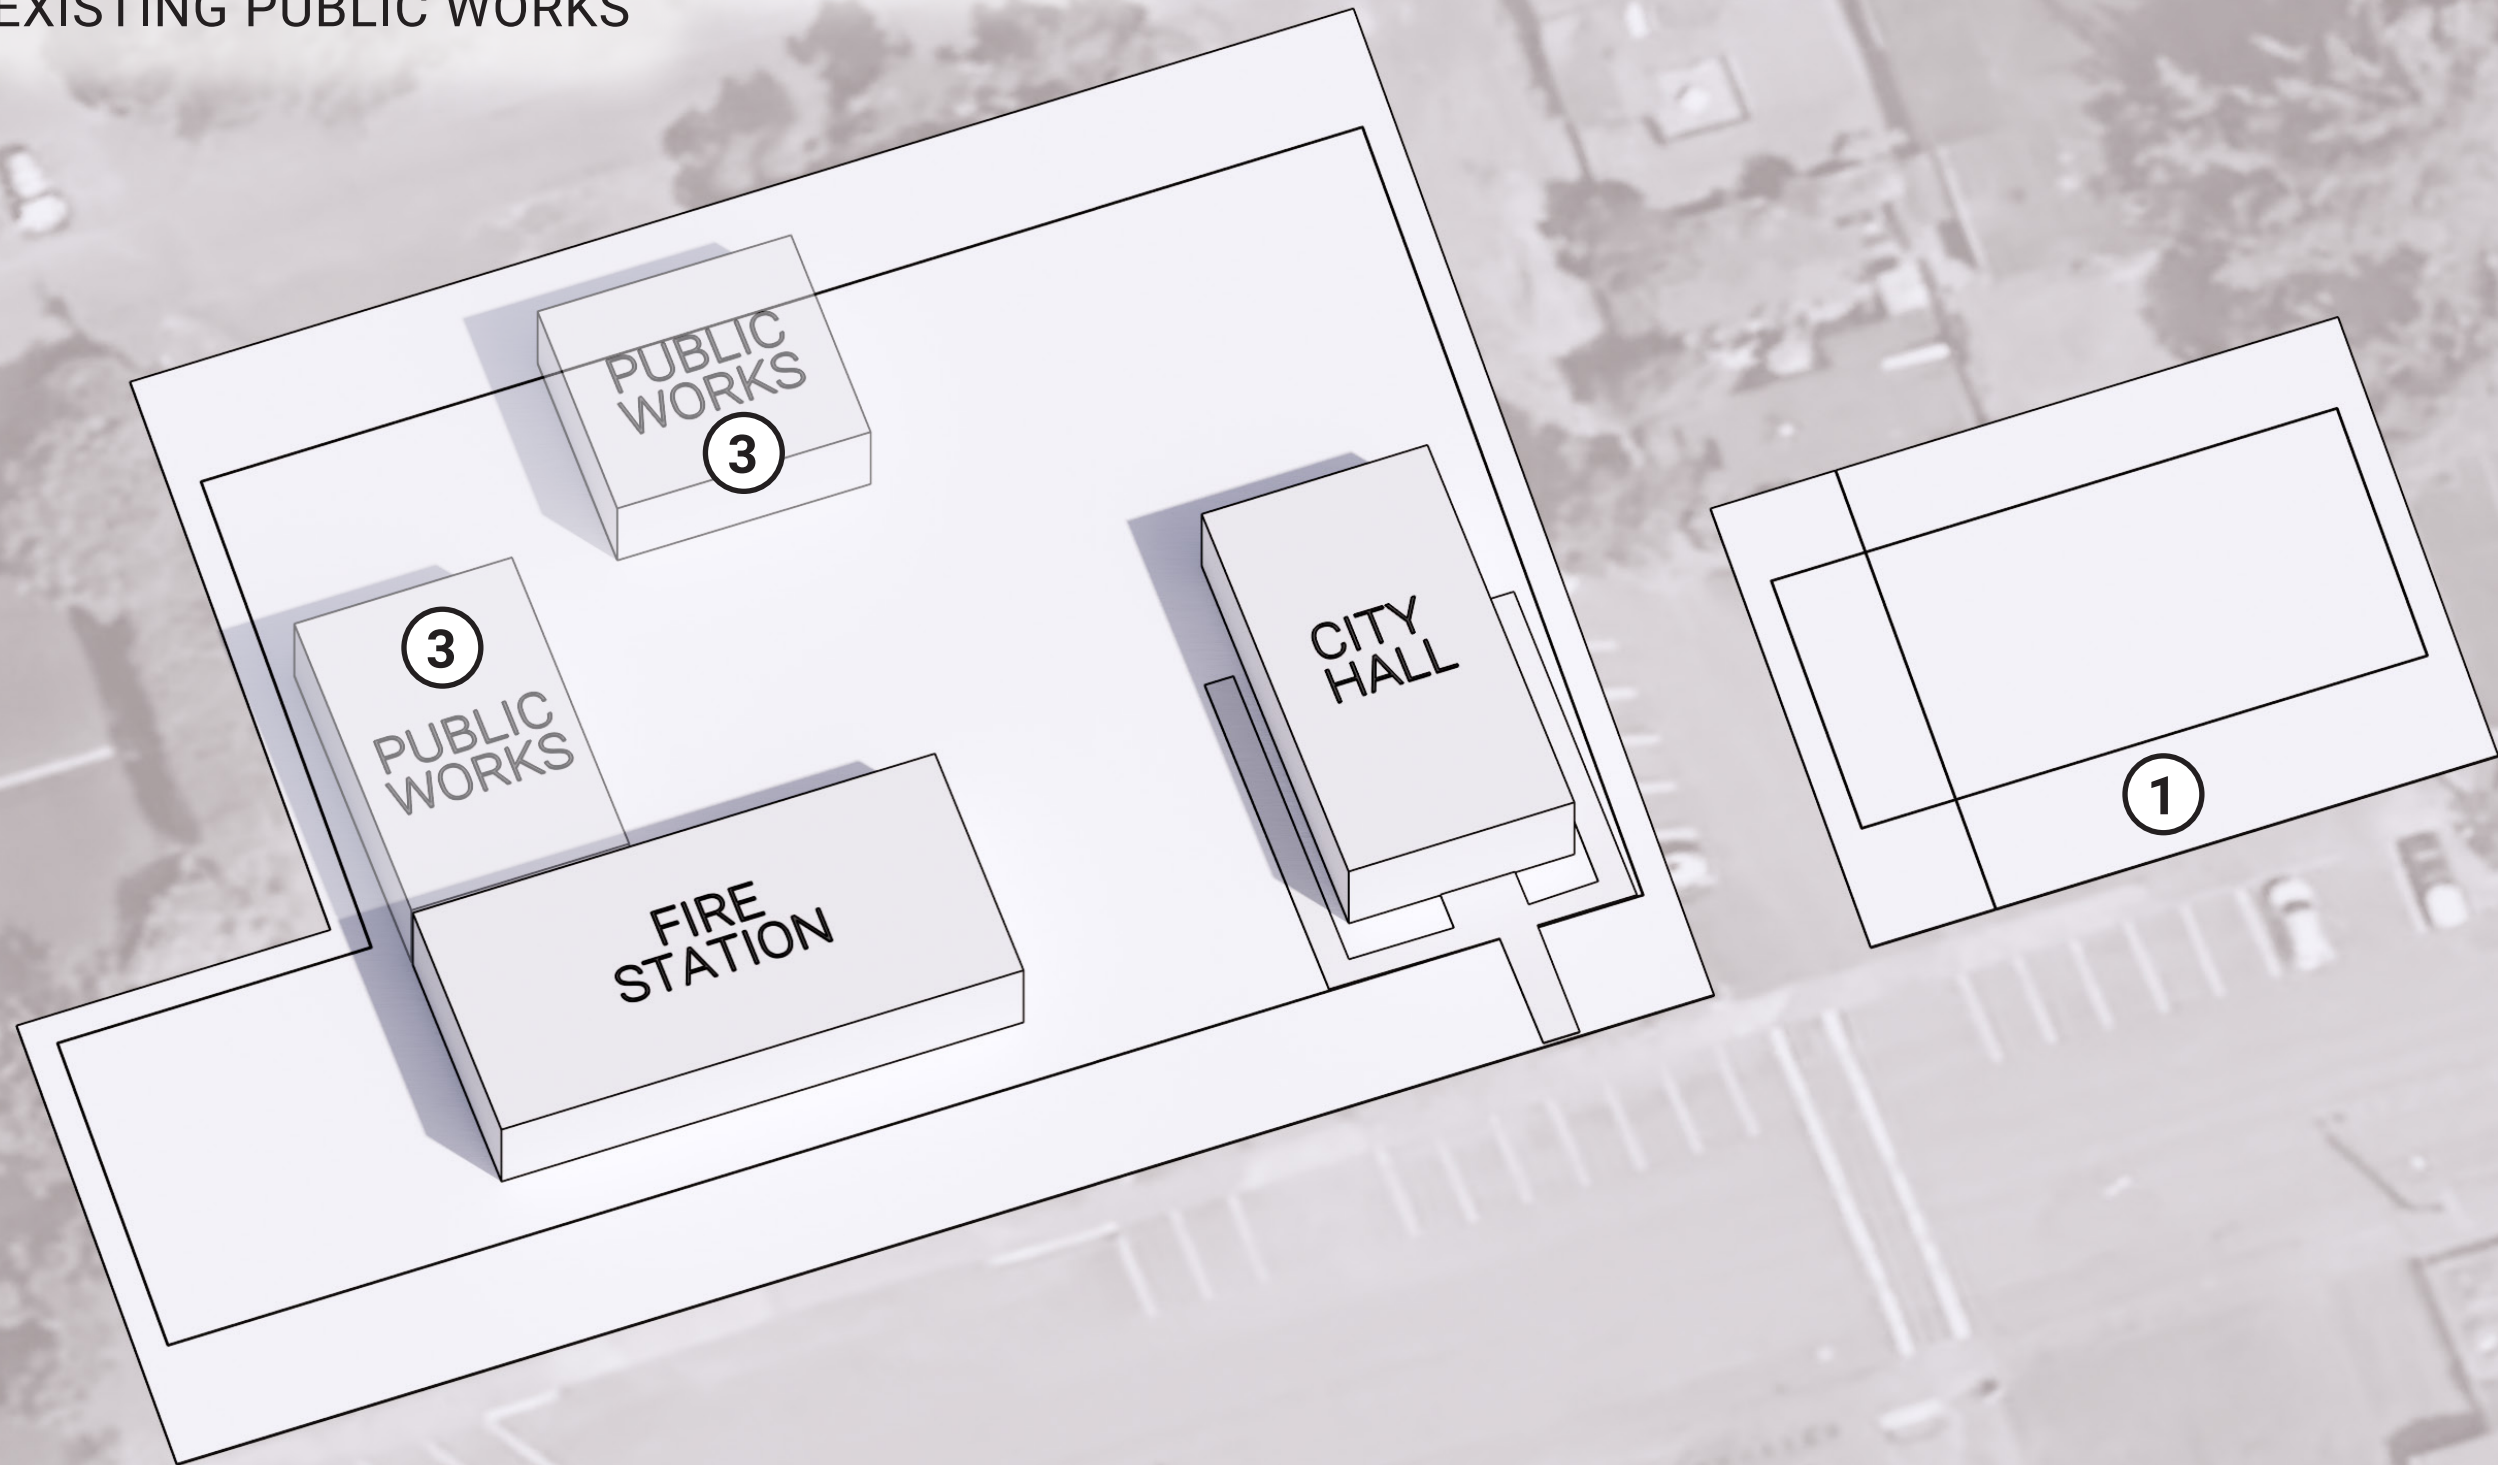 EXISTING PUBLIC WORKS
PUBLIC
WORKS
3
3
PUBLIC
WORKS
CITY
HALL
FIRE
STATION
1